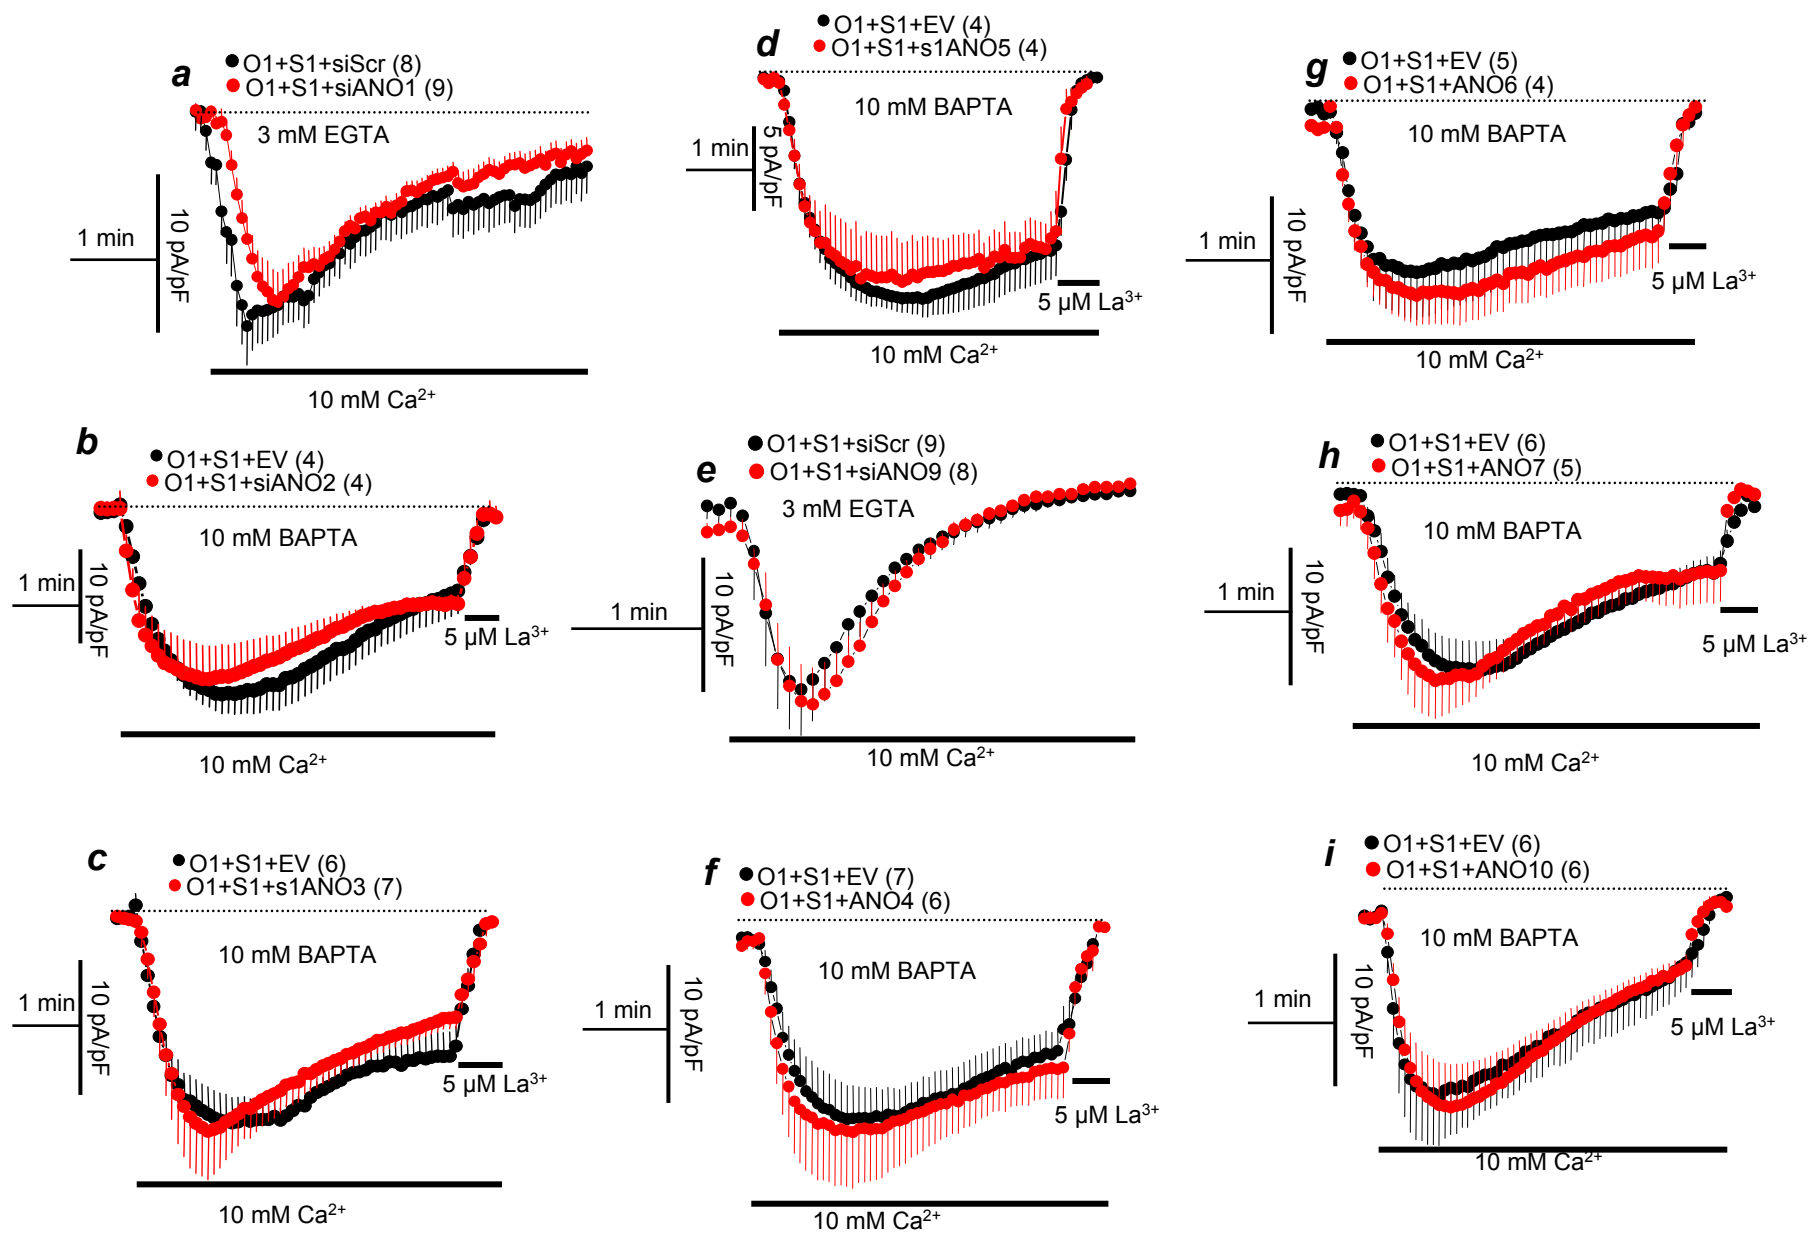 a
O1+S1+siScr (8)
O1+S1+siANO1 (9)
3 mM EGTA
1 min
10 pA/pF
10 mM Ca²⁺
b
O1+S1+EV (4)
O1+S1+siANO2 (4)
10 mM BAPTA
1 min
10 pA/pF
5 µM La³⁺
10 mM Ca²⁺
c
O1+S1+EV (6)
O1+S1+s1ANO3 (7)
10 mM BAPTA
1 min
10 pA/pF
5 µM La³⁺
10 mM Ca²⁺
d
O1+S1+EV (4)
O1+S1+s1ANO5 (4)
10 mM BAPTA
1 min
5 pA/pF
5 µM La³⁺
10 mM Ca²⁺
e
O1+S1+siScr (9)
O1+S1+siANO9 (8)
3 mM EGTA
1 min
10 pA/pF
10 mM Ca²⁺
f
O1+S1+EV (7)
O1+S1+ANO4 (6)
10 mM BAPTA
1 min
10 pA/pF
5 µM La³⁺
10 mM Ca²⁺
g
O1+S1+EV (5)
O1+S1+ANO6 (4)
10 mM BAPTA
1 min
10 pA/pF
5 µM La³⁺
10 mM Ca²⁺
h
O1+S1+EV (6)
O1+S1+ANO7 (5)
10 mM BAPTA
1 min
10 pA/pF
5 µM La³⁺
10 mM Ca²⁺
i
O1+S1+EV (6)
O1+S1+ANO10 (6)
10 mM BAPTA
1 min
10 pA/pF
5 µM La³⁺
10 mM Ca²⁺